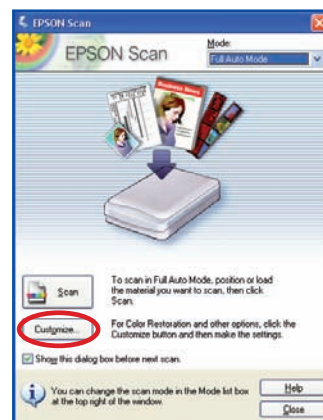 EPSON Scan
EPSON Scan
Mode:
Full Auto Mode
Business News
Scan
To scan in Full Auto Mode, position or load
the material you want to scan, then click
Scan.
Customize...
For Color Restoration and other options, click the
Customize button and then make the settings.
Show this dialog box before next scan.
You can change the scan mode in the Mode list box
at the top right of the window.
Help
Close